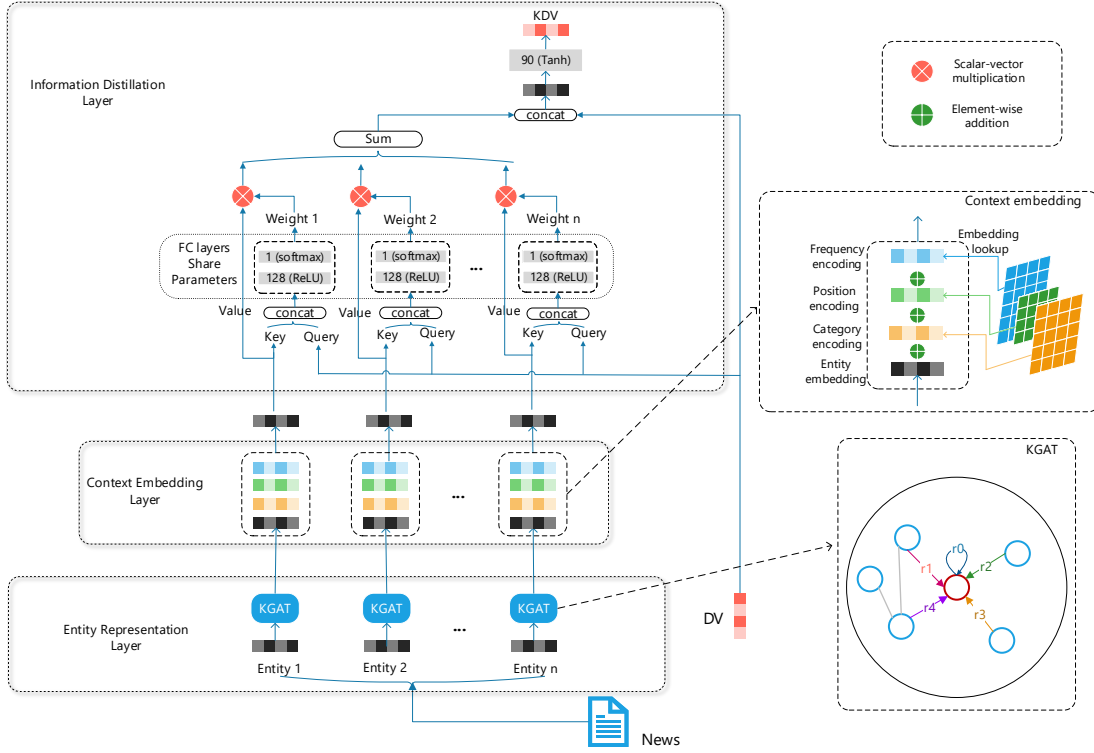 KDV
90 (Tanh)
concat
Information Distillation
Layer
Sum
Weight 1
Weight 2
Weight n
FC layers
Share
Parameters
1 (softmax)
128 (ReLU)
1 (softmax)
128 (ReLU)
...
1 (softmax)
128 (ReLU)
Value
concat
Value
concat
Value
concat
Key
Query
Key
Query
Key
Query
Context Embedding
Layer
...
Entity Representation
Layer
KGAT
KGAT
KGAT
...
Entity 1
Entity 2
Entity n
DV
News
Scalar-vector
multiplication
Element-wise
addition
Context embedding
Frequency
encoding
Embedding
lookup
Position
encoding
Category
encoding
Entity
embedding
KGAT
r0
r1
r2
r4
r3